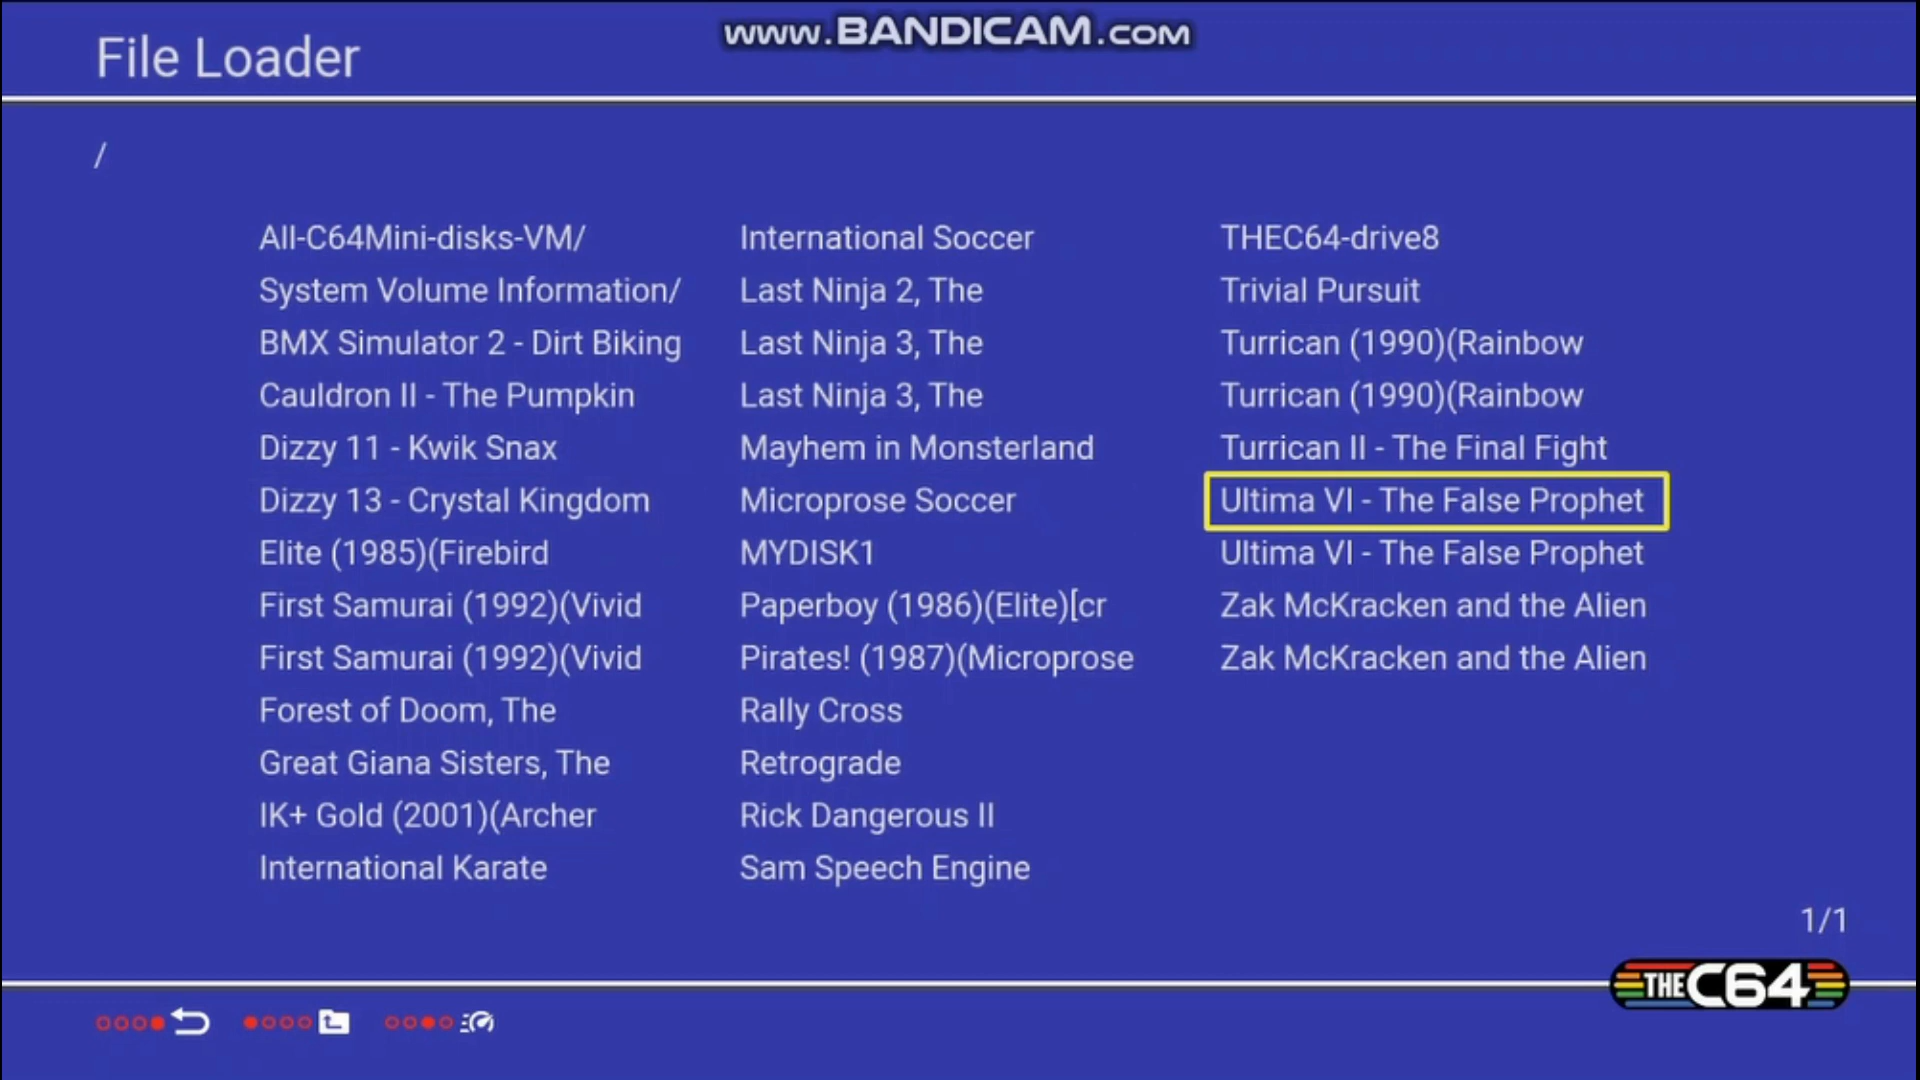 www.BANDICAM.com
File Loader
/
All-C64Mini-disks-VM/
System Volume Information/
BMX Simulator 2 - Dirt Biking
Cauldron II - The Pumpkin
Dizzy 11 - Kwik Snax
Dizzy 13 - Crystal Kingdom
Elite (1985)(Firebird
First Samurai (1992)(Vivid
First Samurai (1992)(Vivid
Forest of Doom, The
Great Giana Sisters, The
IK+ Gold (2001)(Archer
International Karate
International Soccer
Last Ninja 2, The
Last Ninja 3, The
Last Ninja 3, The
Mayhem in Monsterland
Microprose Soccer
MYDISK1
Paperboy (1986)(Elite)[cr
Pirates! (1987)(Microprose
Rally Cross
Retrograde
Rick Dangerous II
Sam Speech Engine
THEC64-drive8
Trivial Pursuit
Turrican (1990)(Rainbow
Turrican (1990)(Rainbow
Turrican II - The Final Fight
Ultima VI - The False Prophet
Ultima VI - The False Prophet
Zak McKracken and the Alien
Zak McKracken and the Alien
1/1
THEC64